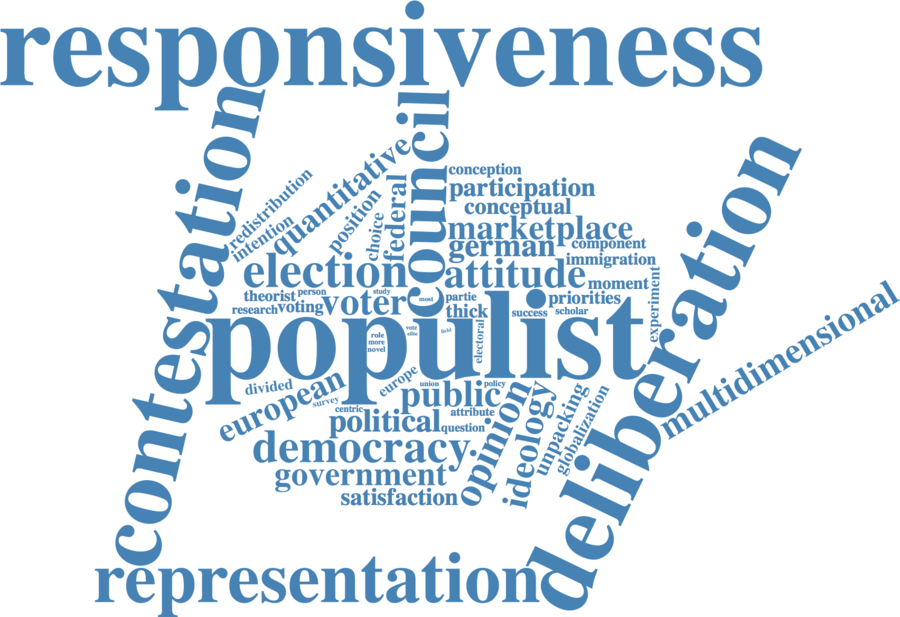 responsiveness
contestation
council
deliberation
redistribution
intention
quantitative
position
choice
federal
conception
participation
conceptual
marketplace
german
component
immigration
election
attitude
moment
theorist
person
study
most
partie
priorities
research
voting
voter
thick
success
scholar
experiment
populist
role
more
novel
vote
elite
field
electoral
multidimensional
divided
european
survey
europe
union
policy
public
centric
political
attribute
question
opinion
ideology
unpacking
globalization
democracy
government
satisfaction
representation